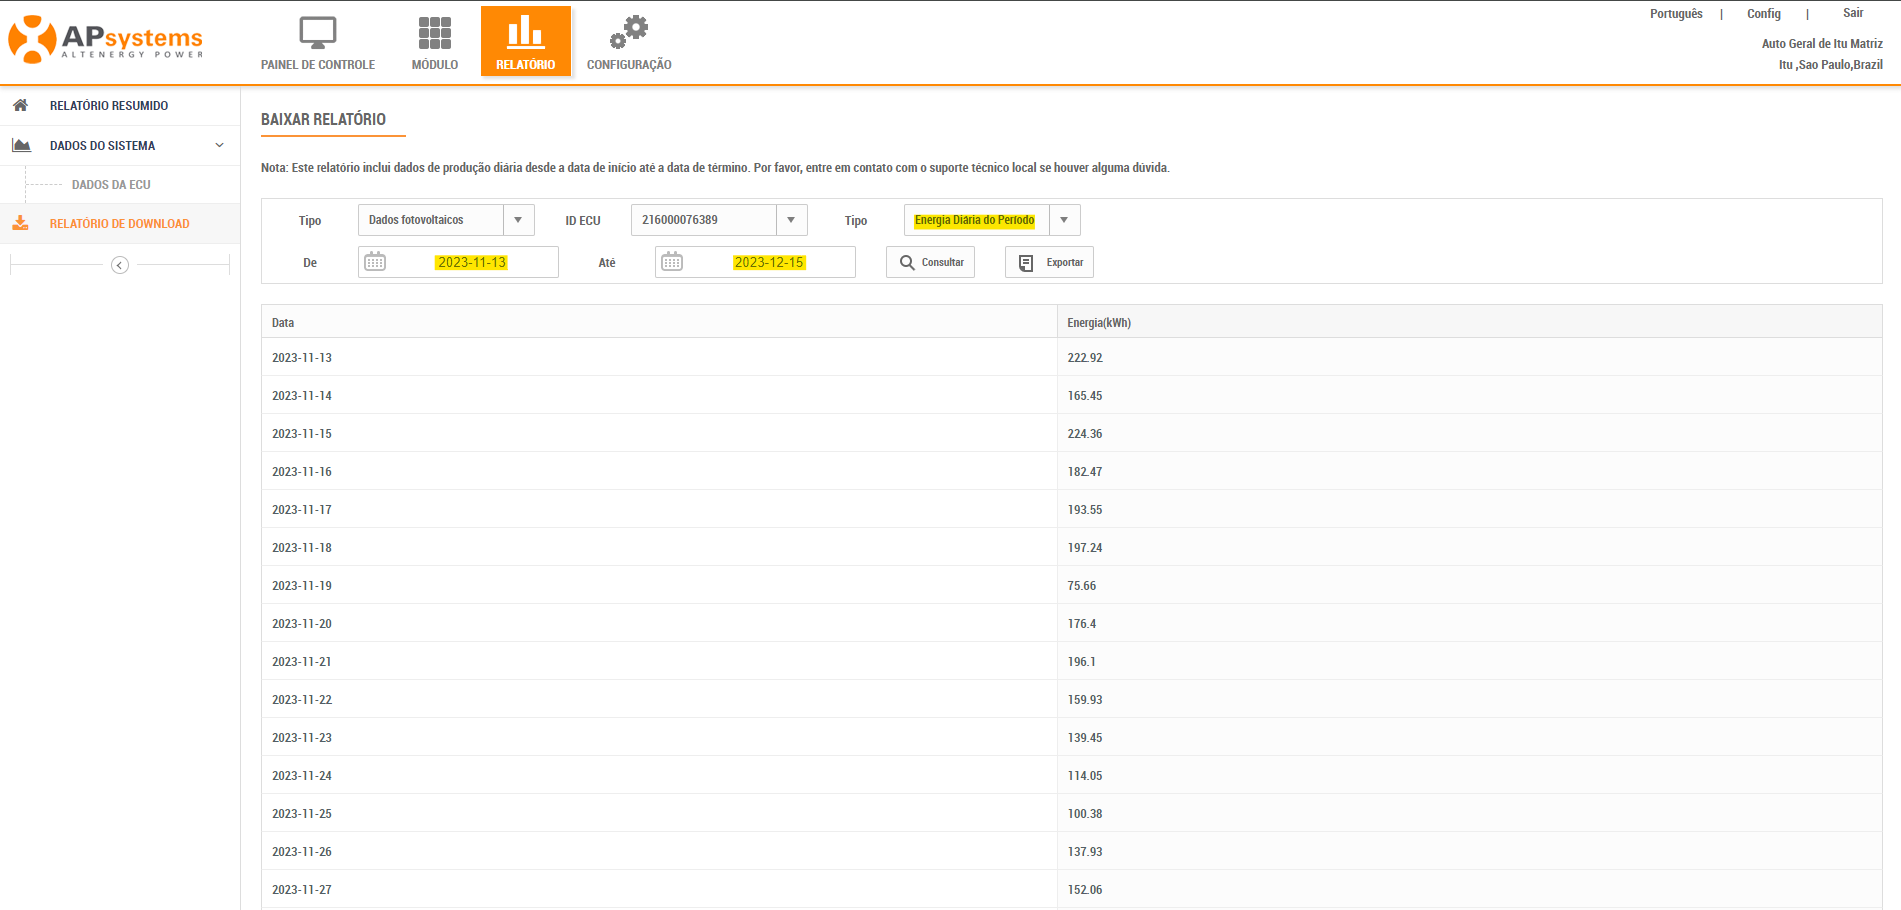 APsystems
ALTENERGY POWER
PAINEL DE CONTROLE
MÓDULO
RELATÓRIO
CONFIGURAÇÃO
Português | Config | Sair
Auto Geral de Itu Matriz
Itu ,Sao Paulo,Brazil
RELATÓRIO RESUMIDO
DADOS DO SISTEMA
DADOS DA ECU
RELATÓRIO DE DOWNLOAD
BAIXAR RELATÓRIO
Nota: Este relatório inclui dados de produção diária desde a data de início até a data de término. Por favor, entre em contato com o suporte técnico local se houver alguma dúvida.
Tipo Dados fotovoltaicos ID ECU 216000076389 Tipo Energia Diária do Período
De 2023-11-13 Até 2023-12-15 Consultar Exportar
Data Energia(kWh)
2023-11-13 222.92
2023-11-14 165.45
2023-11-15 224.36
2023-11-16 182.47
2023-11-17 193.55
2023-11-18 197.24
2023-11-19 75.66
2023-11-20 176.4
2023-11-21 196.1
2023-11-22 159.93
2023-11-23 139.45
2023-11-24 114.05
2023-11-25 100.38
2023-11-26 137.93
2023-11-27 152.06